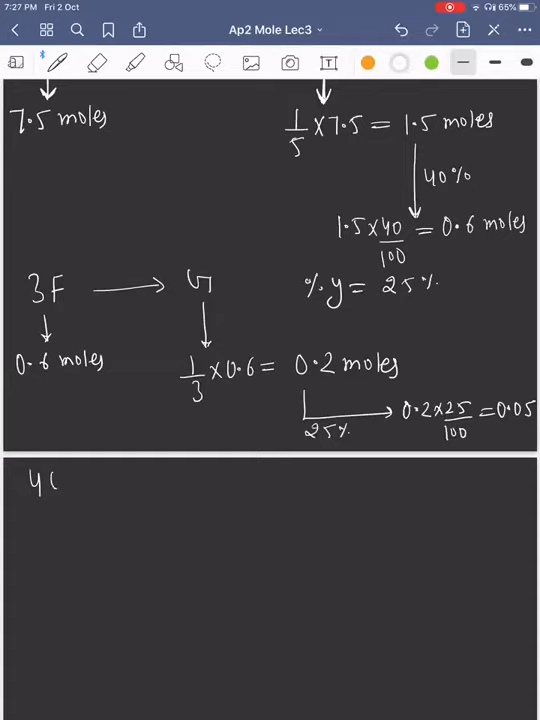 7:27 PM Fri 2 Oct 65%
Ap2 Mole Lec3
7.5 moles
1/5 × 7.5 = 1.5 moles
40%
1.5 × 40/100 = 0.6 moles
3F → G % y = 25%
0.6 moles
1/3 × 0.6 = 0.2 moles
25% 0.2 × 25/100 = 0.05
4